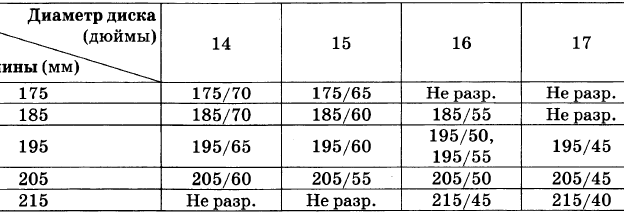 Диаметр диска
(дюймы) 14 15 16 17
(мм)
175 175/70 175/65 Не разр. Не разр.
185 185/70 185/60 185/55 Не разр.
195 195/65 195/60 195/50, 195/55 195/45
205 205/60 205/55 205/50 205/45
215 Не разр. Не разр. 215/45 215/40